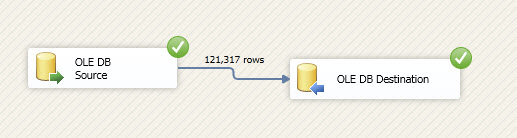 OLE DB
Source
121,317 rows
OLE DB Destination